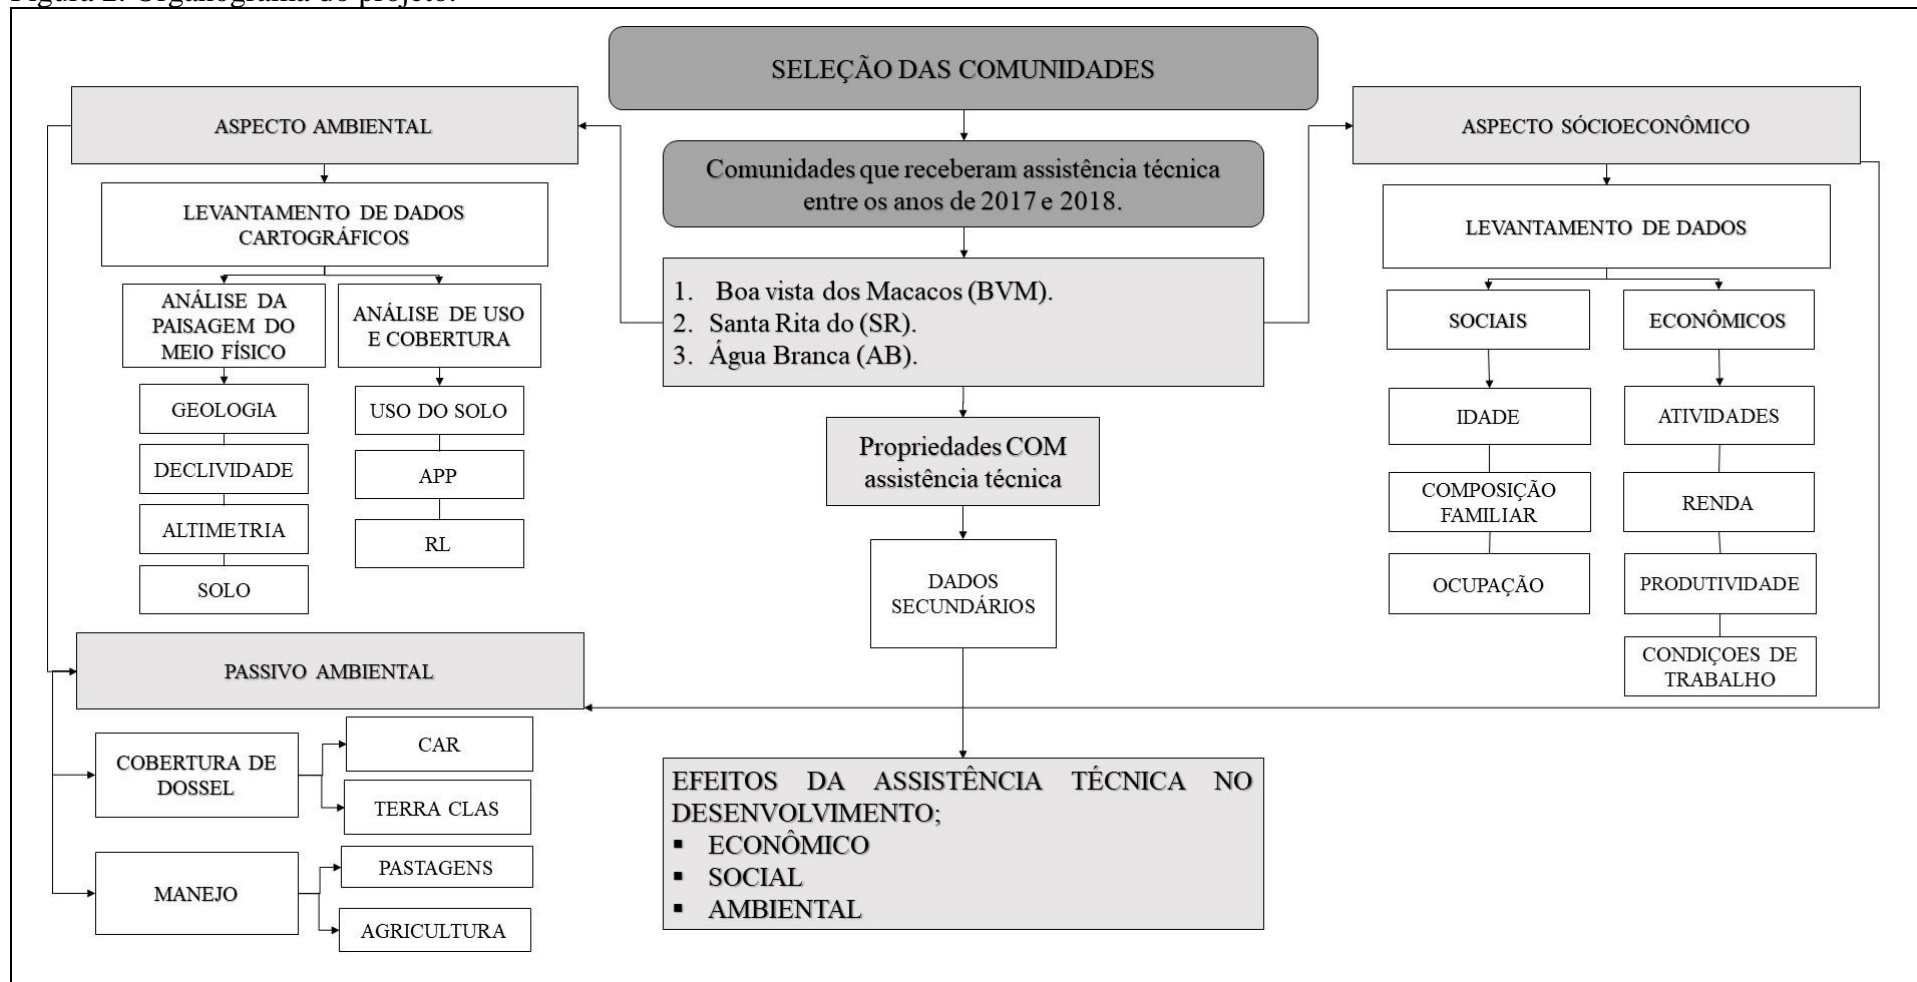 Figura 2. Organograma do projeto.
SELEÇÃO DAS COMUNIDADES
ASPECTO AMBIENTAL
ASPECTO SÓCIOECONÔMICO
Comunidades que receberam assistência técnica
entre os anos de 2017 e 2018.
LEVANTAMENTO DE DADOS
CARTOGRÁFICOS
LEVANTAMENTO DE DADOS
1. Boa vista dos Macacos (BVM).
2. Santa Rita do (SR).
3. Água Branca (AB).
ANÁLISE DA
PAISAGEM DO
MEIO FÍSICO
ANÁLISE DE USO
E COBERTURA
SOCIAIS
ECONÔMICOS
GEOLOGIA
DECLIVIDADE
ALTIMETRIA
SOLO
USO DO SOLO
APP
RL
Propriedades COM
assistência técnica
DADOS
SECUNDÁRIOS
IDADE
COMPOSIÇÃO
FAMILIAR
OCUPAÇÃO
ATIVIDADES
RENDA
PRODUTIVIDADE
CONDIÇOES DE
TRABALHO
PASSIVO AMBIENTAL
COBERTURA DE
DOSSEL
CAR
TERRA CLAS
MANEJO
PASTAGENS
AGRICULTURA
EFEITOS DA ASSISTÊNCIA TÉCNICA NO
DESENVOLVIMENTO;
▪ ECONÔMICO
▪ SOCIAL
▪ AMBIENTAL